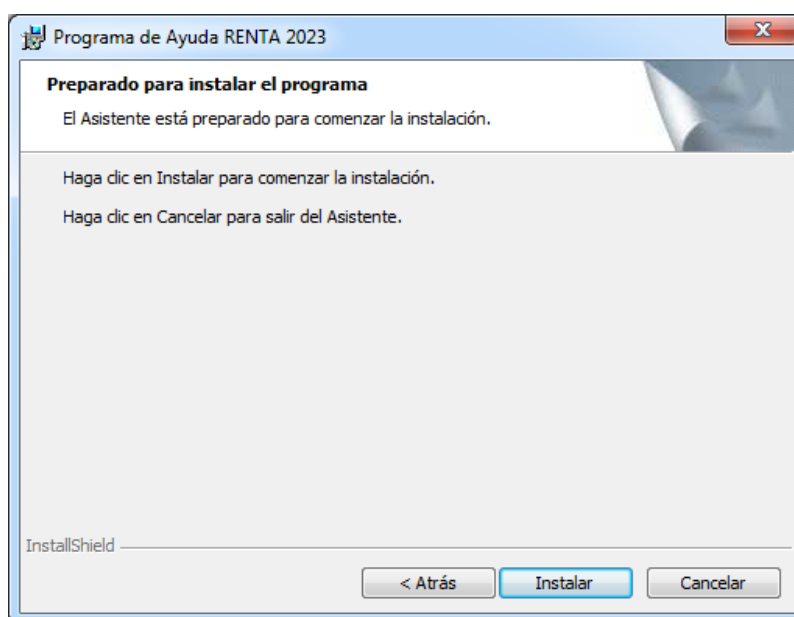 Programa de Ayuda RENTA 2023
Preparado para instalar el programa
El Asistente está preparado para comenzar la instalación.
Haga clic en Instalar para comenzar la instalación.
Haga clic en Cancelar para salir del Asistente.
InstallShield
< Atrás Instalar Cancelar